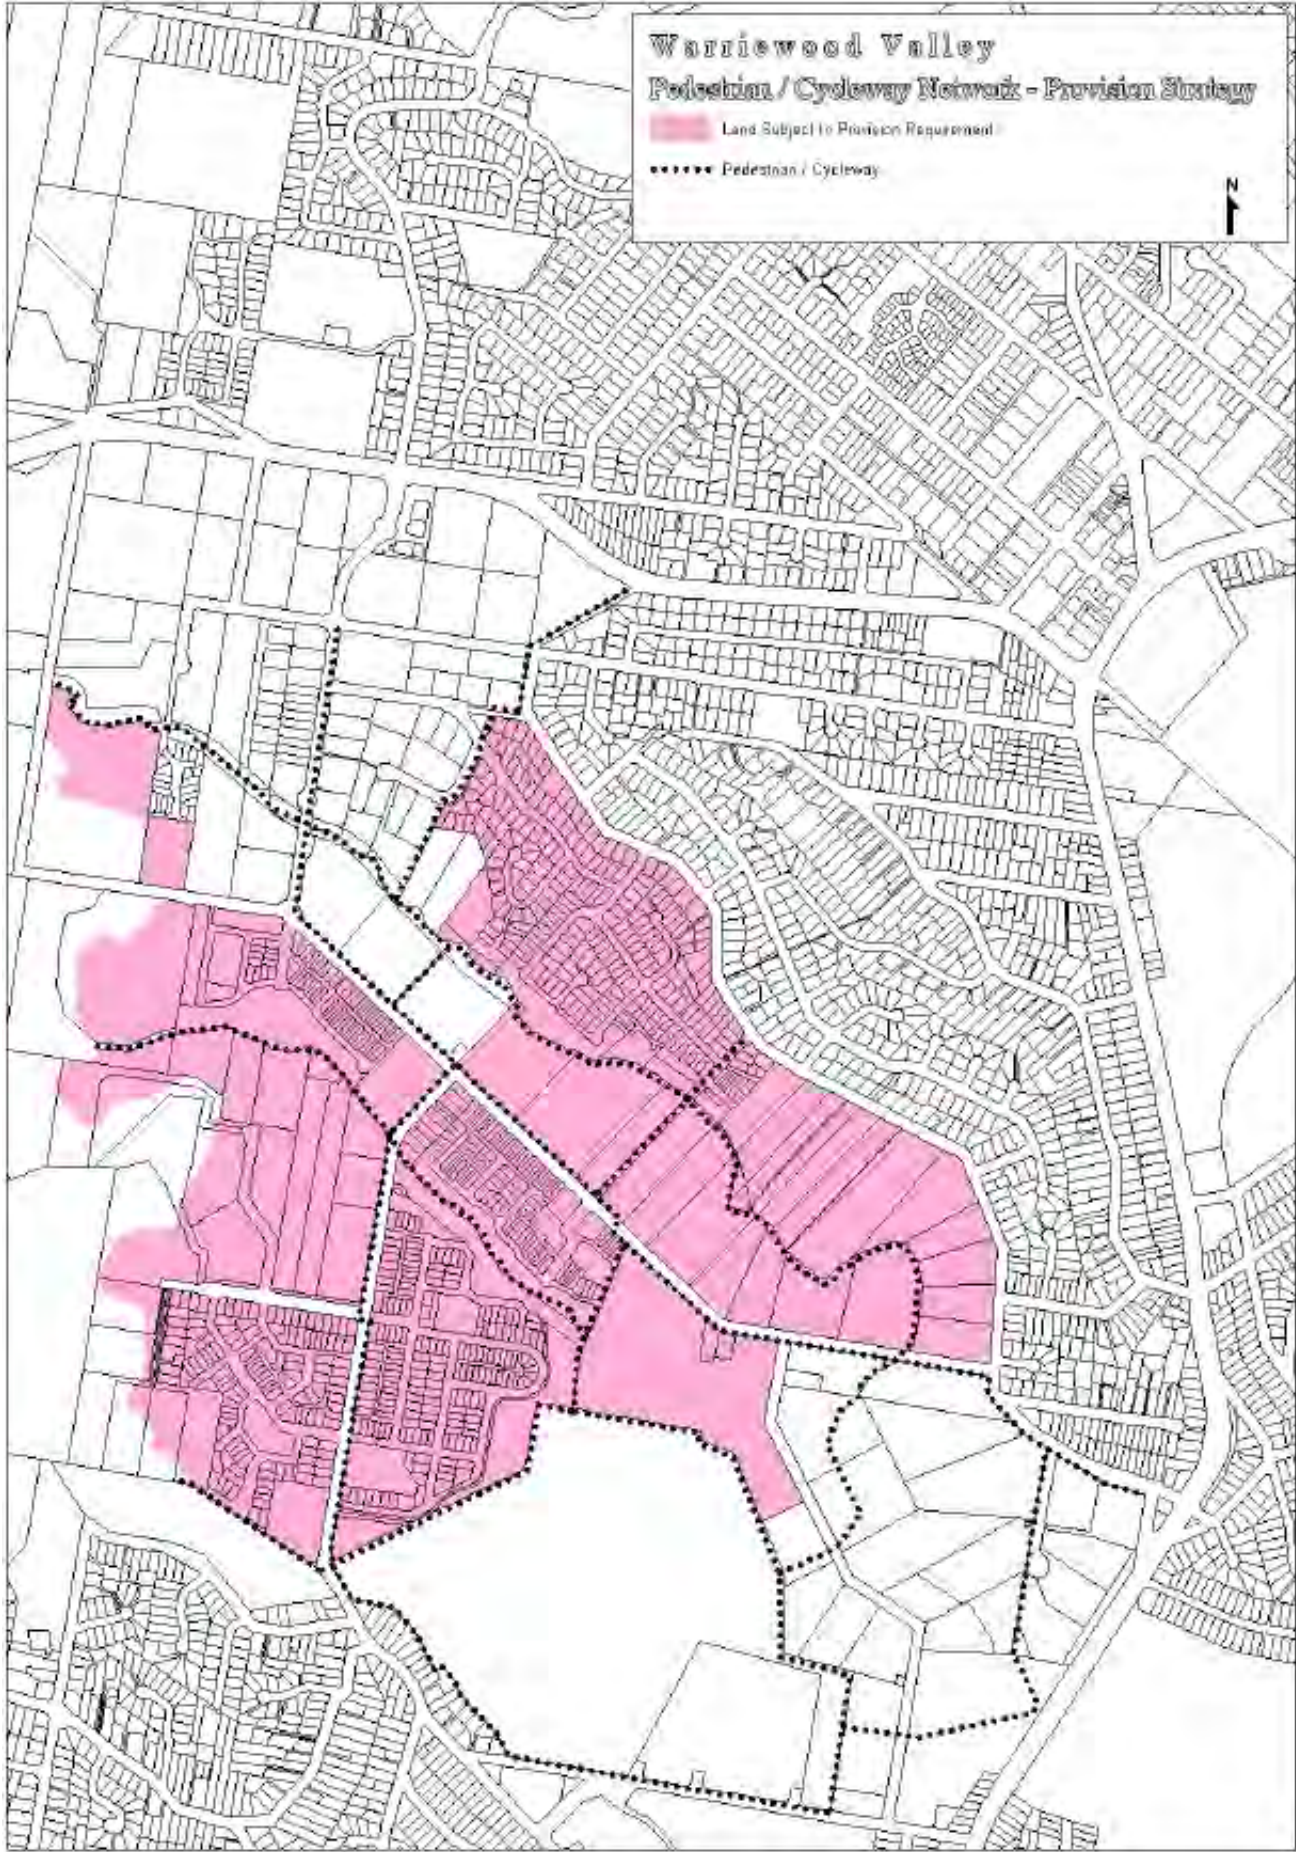 Warriewood Valley
Pedestrian / Cycleway Network - Provision Strategy
Land Subject to Provision Requirement
Pedestrian / Cycleway
N